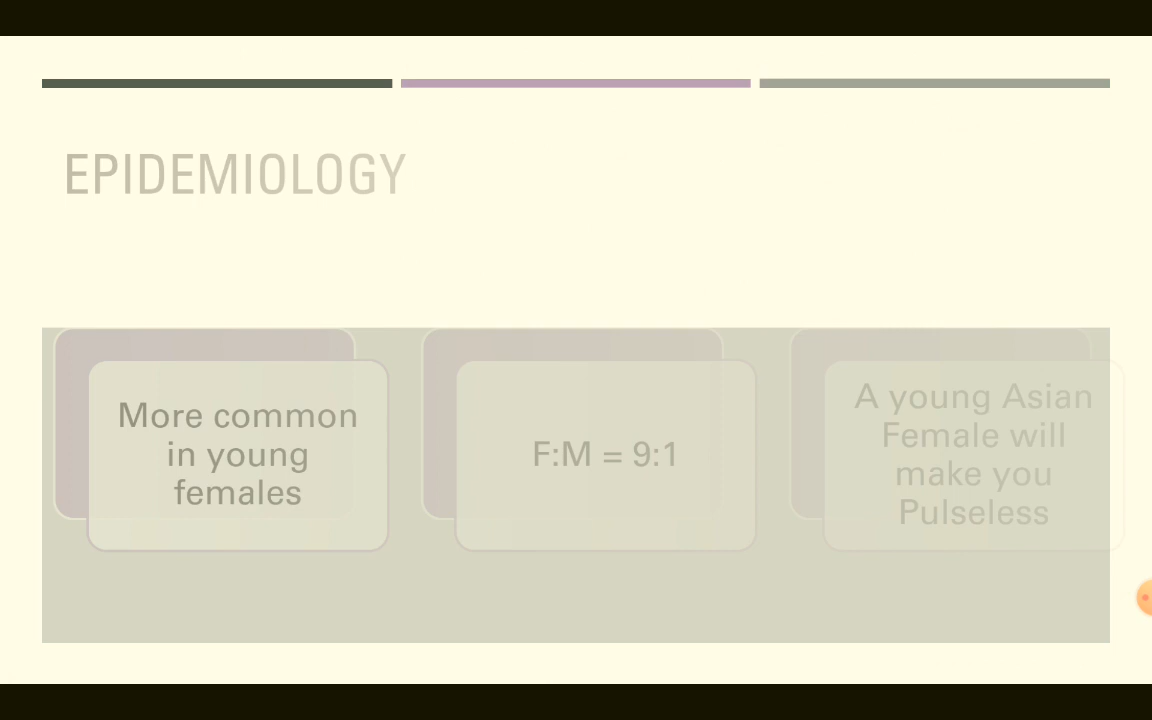 EPIDEMIOLOGY
More common
in young
females
F:M = 9:1
A young Asian
Female will
make you
Pulseless